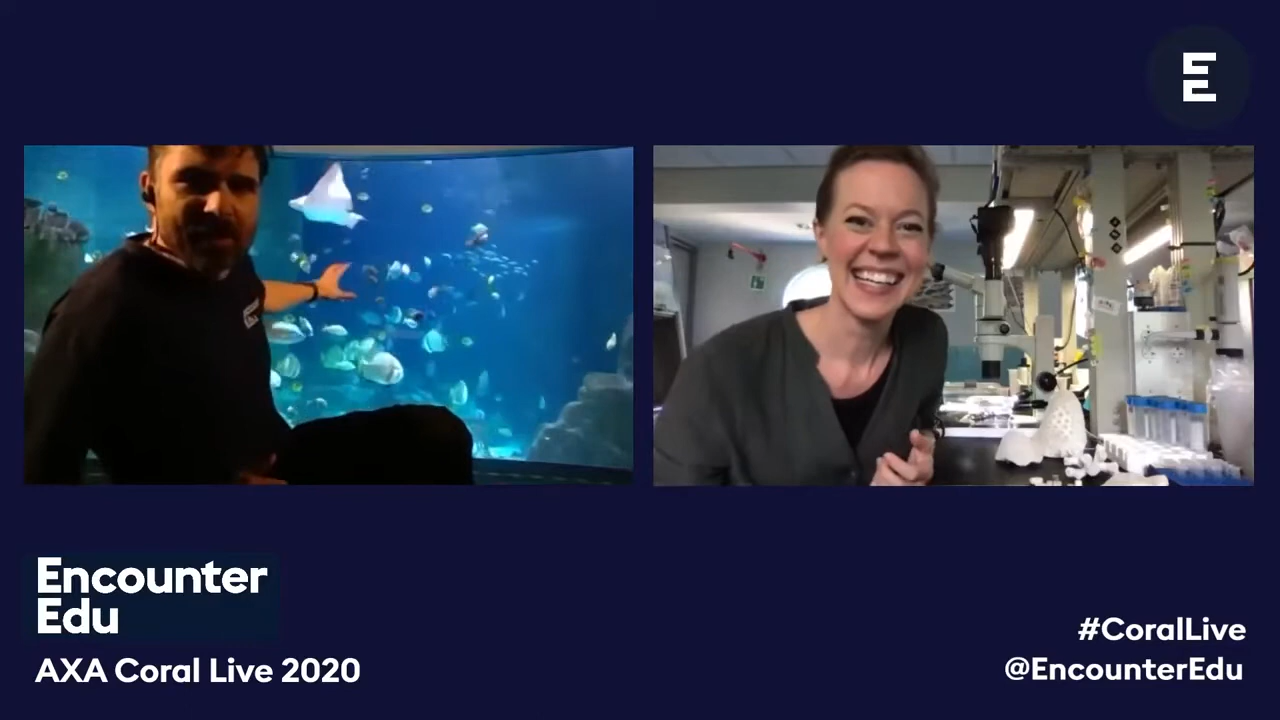 E
Encounter
Edu
AXA Coral Live 2020
#CoralLive
@EncounterEdu